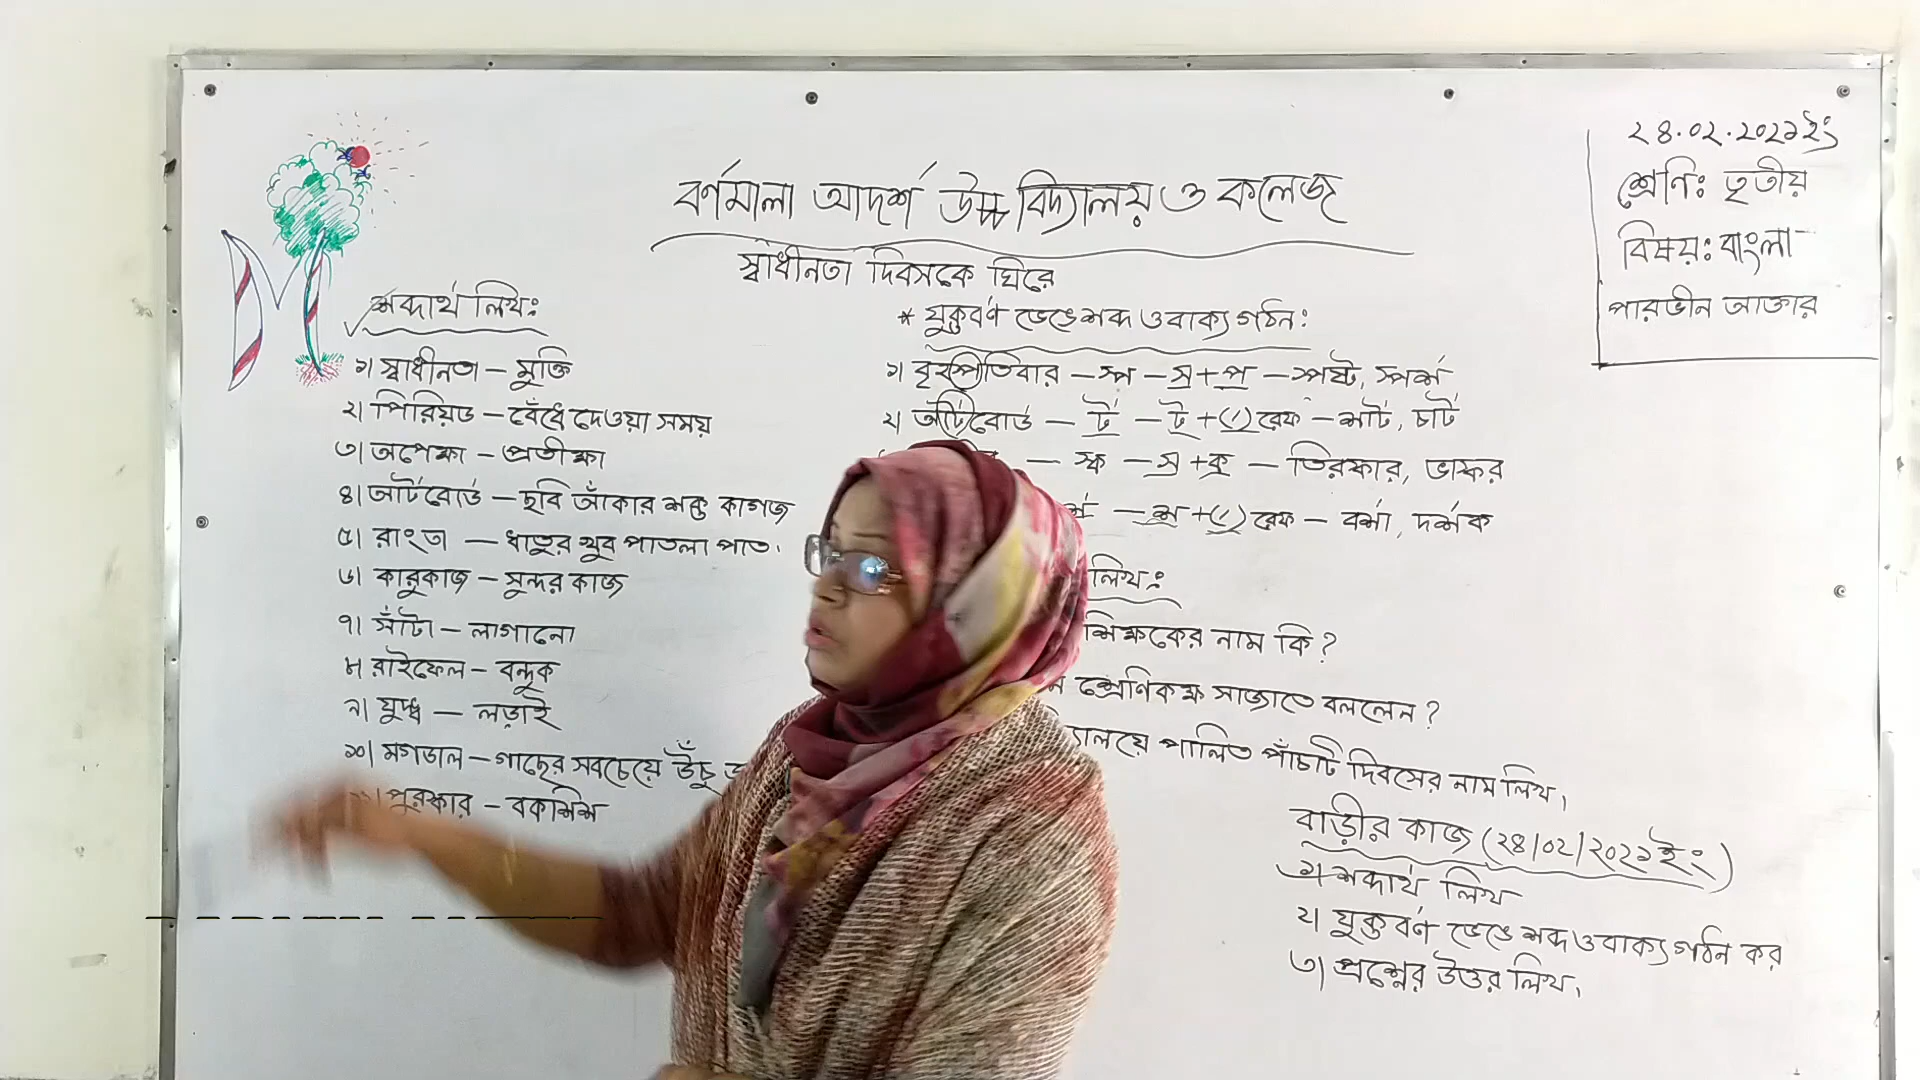 ২৪.০২.২০২১ইং
শ্রেণিঃ তৃতীয়
বিষয়ঃ বাংলা
পারভীন আক্তার
বর্ণমালা আদর্শ উচ্চ বিদ্যালয় ও কলেজ
স্বাধীনতা দিবসকে ঘিরে
শব্দার্থ লিখঃ
১। স্বাধীনতা – মুক্তি
২। পিরিয়ড – বেঁধে দেওয়া সময়
৩। অপেক্ষা – প্রতীক্ষা
৪। আর্টবোর্ড – ছবি আঁকার শক্ত কাগজ
৫। রাংতা – ধাতুর খুব পাতলা পাত।
৬। কারুকাজ – সুন্দর কাজ
৭। সাঁটা – লাগানো
৮। রাইফেল – বন্দুক
৯। যুদ্ধ – লড়াই
১০। মগডাল – গাছের সবচেয়ে উঁচু
পুরস্কার – বকশিশ
* যুক্তবর্ণ ভেঙে শব্দ ও বাক্য গঠন:
১। বৃহস্পতিবার – স্প – স + প – স্পষ্ট, স্পর্শ
২। আর্টবোর্ড – র্ট – ট + (র্) রেফ – শার্ট, চার্ট
– স্ক – স + ক – তিরস্কার, ভাস্কর
র্শ – শ + (র্) রেফ – বর্শা, দর্শক
লিখঃ
শিক্ষকের নাম কি?
শ্রেণিকক্ষ সাজাতে বললেন?
পালিত পাঁচটি দিবসের নাম লিখ।
বাড়ীর কাজ (২৪/০২/২০২১ইং)
১। শব্দার্থ লিখ
২। যুক্তবর্ণ ভেঙে শব্দ ও বাক্য গঠন কর
৩। প্রশ্নের উত্তর লিখ।